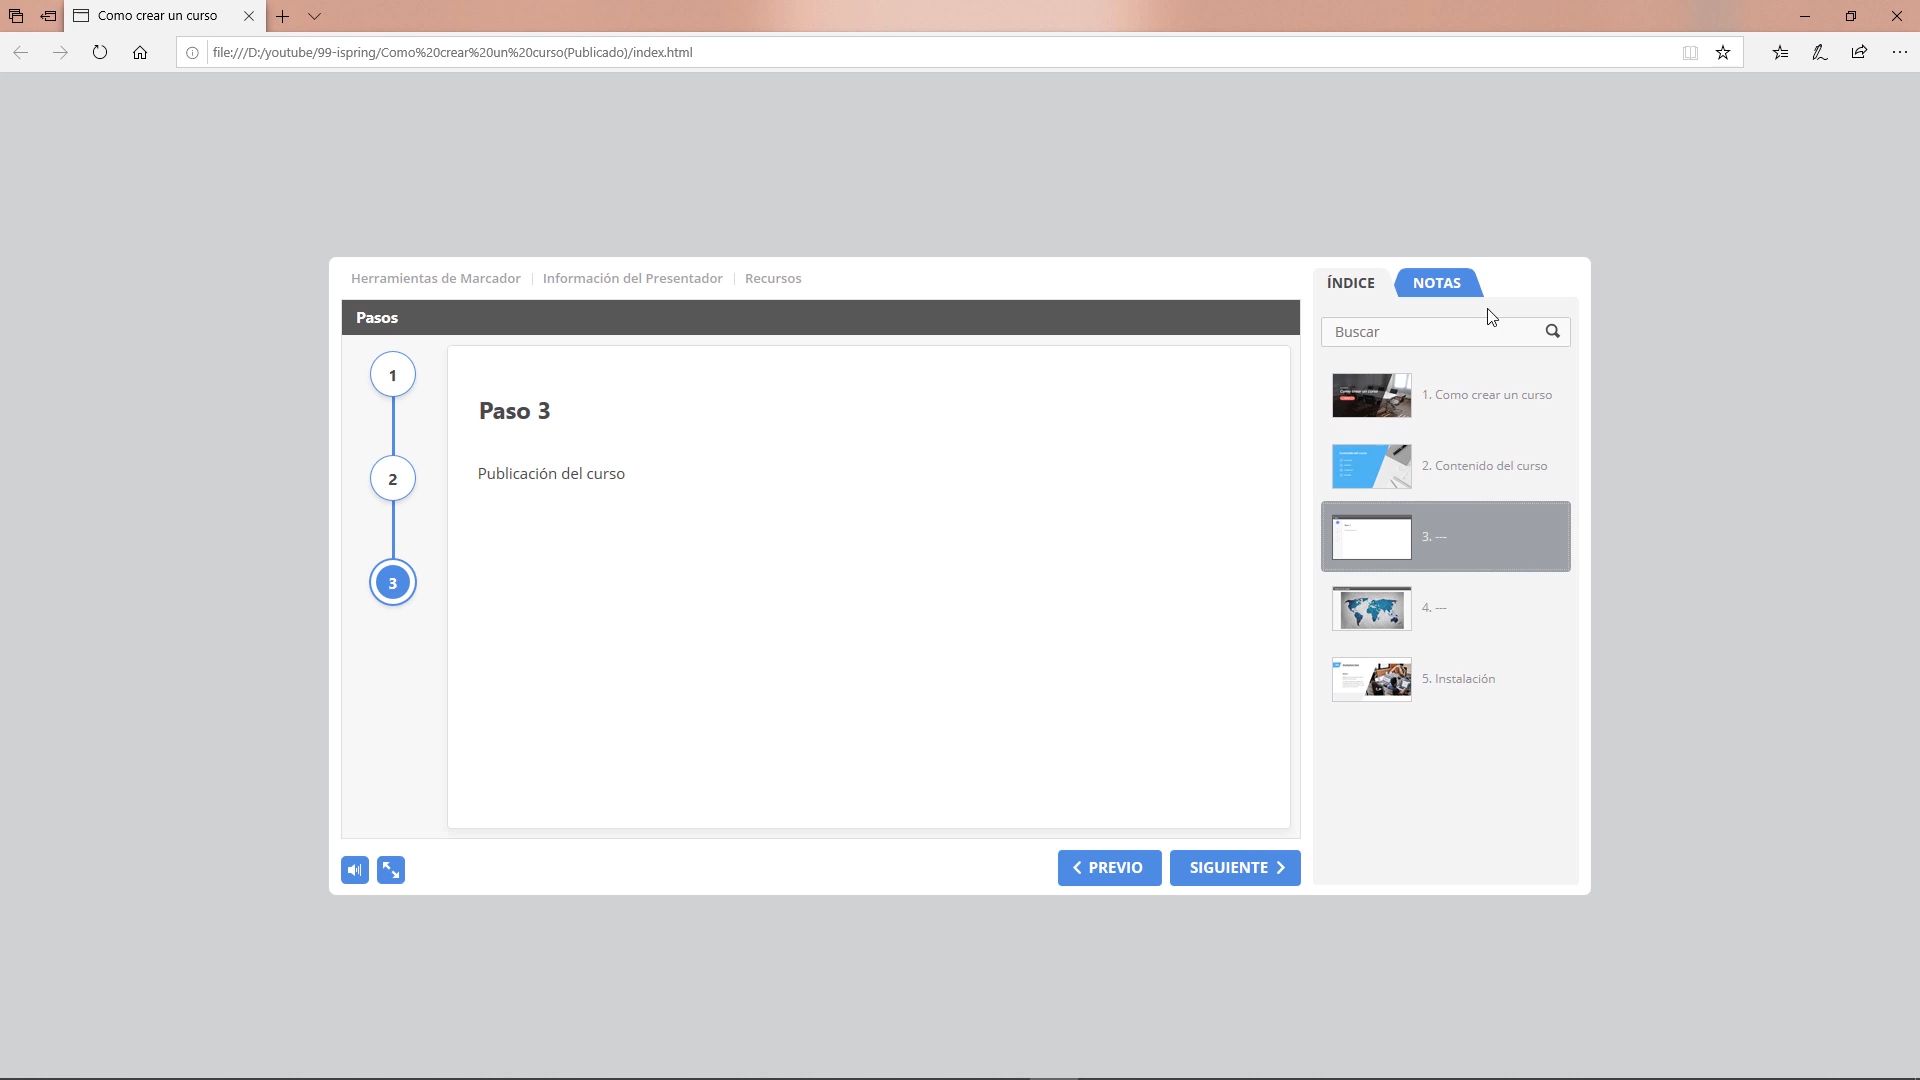 Como crear un curso
file:///D:/youtube/99-ispring/Como%20crear%20un%20curso(Publicado)/index.html
Herramientas de Marcador | Información del Presentador | Recursos
ÍNDICE NOTAS
Pasos
Buscar
1
2
3
Paso 3
Publicación del curso
1. Como crear un curso
2. Contenido del curso
3. ---
4. ---
5. Instalación
PREVIO
SIGUIENTE